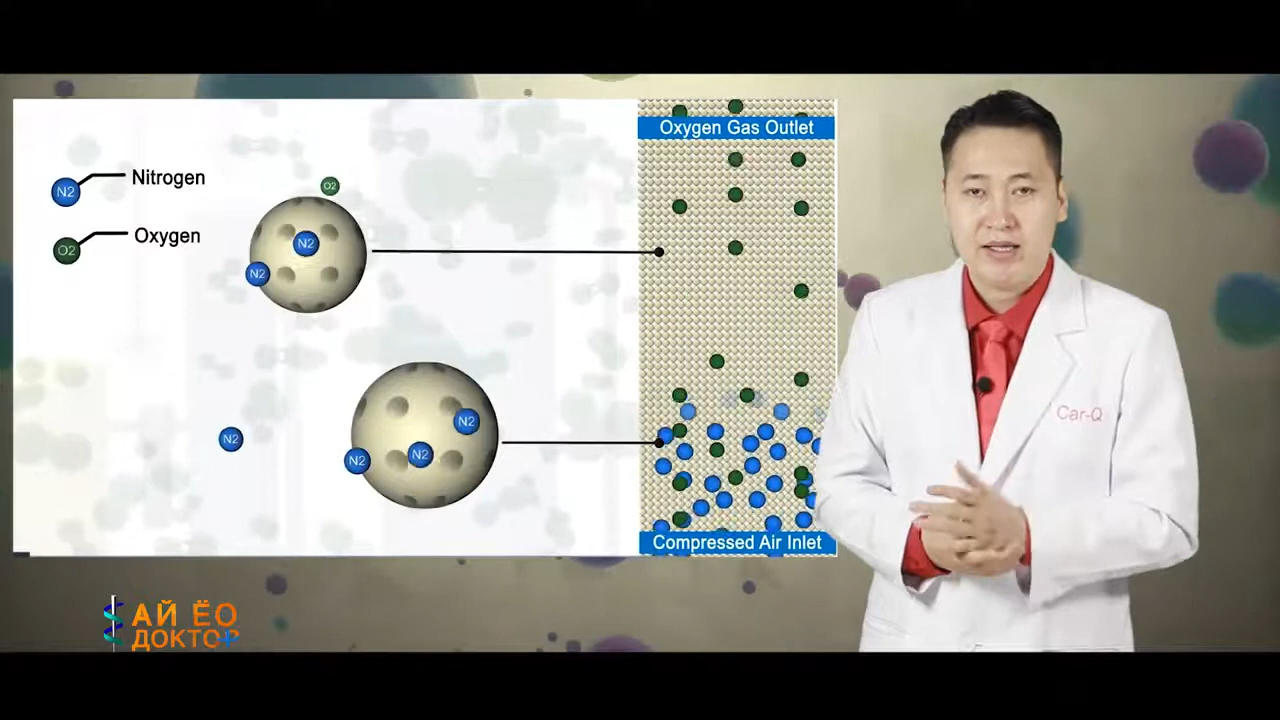 Oxygen Gas Outlet
Nitrogen
N2
O2
Oxygen
O2
N2
N2
Car-Q
N2
N2
N2
N2
Compressed Air Inlet
АЙ ЁО
ДОКТОР